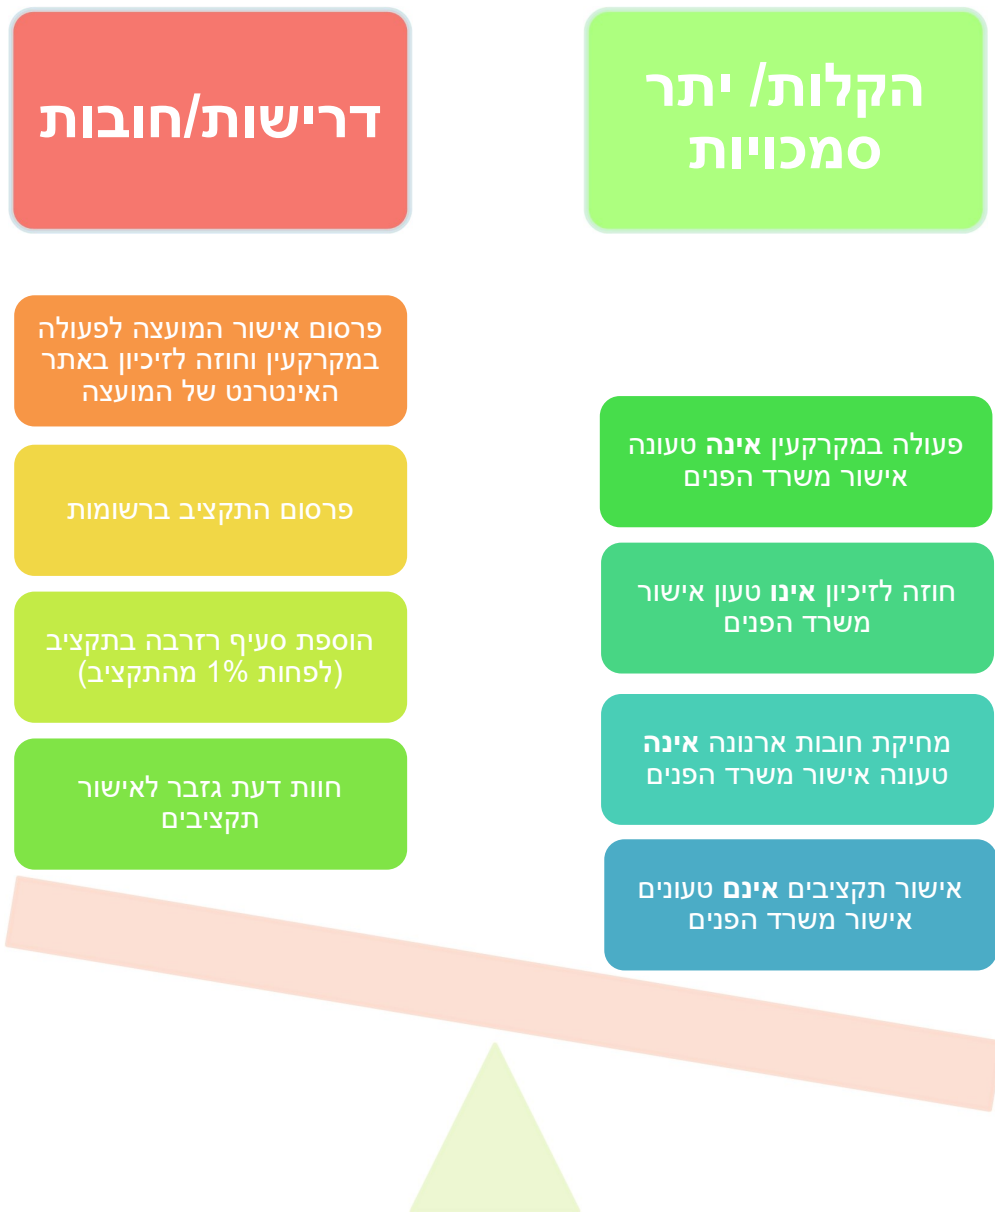 הקלות/ יתר
סמכויות
פעולה במקרקעין אינה טעונה
אישור משרד הפנים
חוזה לזיכיון אינו טעון אישור
משרד הפנים
מחיקת חובות ארנונה אינה
טעונה אישור משרד הפנים
אישור תקציבים אינם טעונים
אישור משרד הפנים
דרישות/חובות
פרסום אישור המועצה לפעולה
במקרקעין וחוזה לזיכיון באתר
האינטרנט של המועצה
פרסום התקציב ברשומות
הוספת סעיף רזרבה בתקציב
(לפחות 1% מהתקציב)
חוות דעת גזבר לאישור
תקציבים